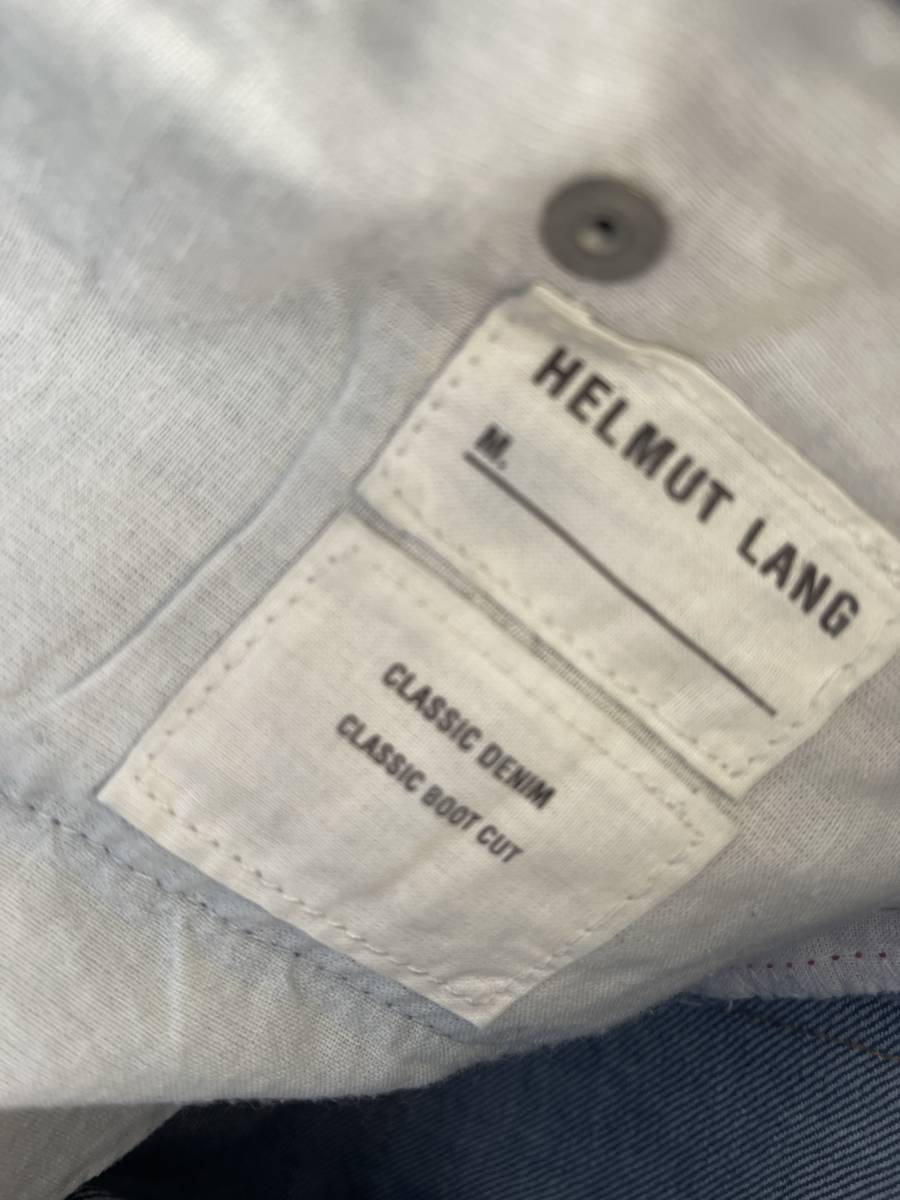 HELMUT LANG
M.
CLASSIC DENIM
CLASSIC BOOT CUT